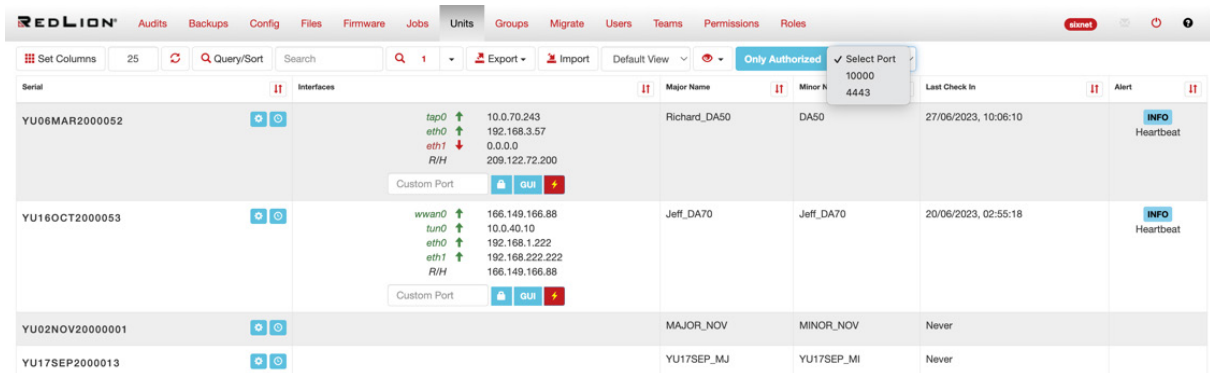 REDLION® Audits Backups Config Files Firmware Jobs Units Groups Migrate Users Teams Permissions Roles sixnet
Set Columns 25 Query/Sort Search 1 Export Import Default View Only Authorized ✓ Select Port
10000
4443
Serial Interfaces Major Name Minor N Last Check In Alert
YU06MAR2000052 tap0 10.0.70.243 Richard_DA50 DA50 27/06/2023, 10:06:10 INFO
eth0 192.168.3.57 Heartbeat
eth1 0.0.0.0
R/H 209.122.72.200
Custom Port GUI
YU16OCT2000053 wwan0 166.149.166.88 Jeff_DA70 Jeff_DA70 20/06/2023, 02:55:18 INFO
tun0 10.0.40.10 Heartbeat
eth0 192.168.1.222
eth1 192.168.222.222
R/H 166.149.166.88
Custom Port GUI
YU02NOV20000001 MAJOR_NOV MINOR_NOV Never
YU17SEP2000013 YU17SEP_MJ YU17SEP_MI Never